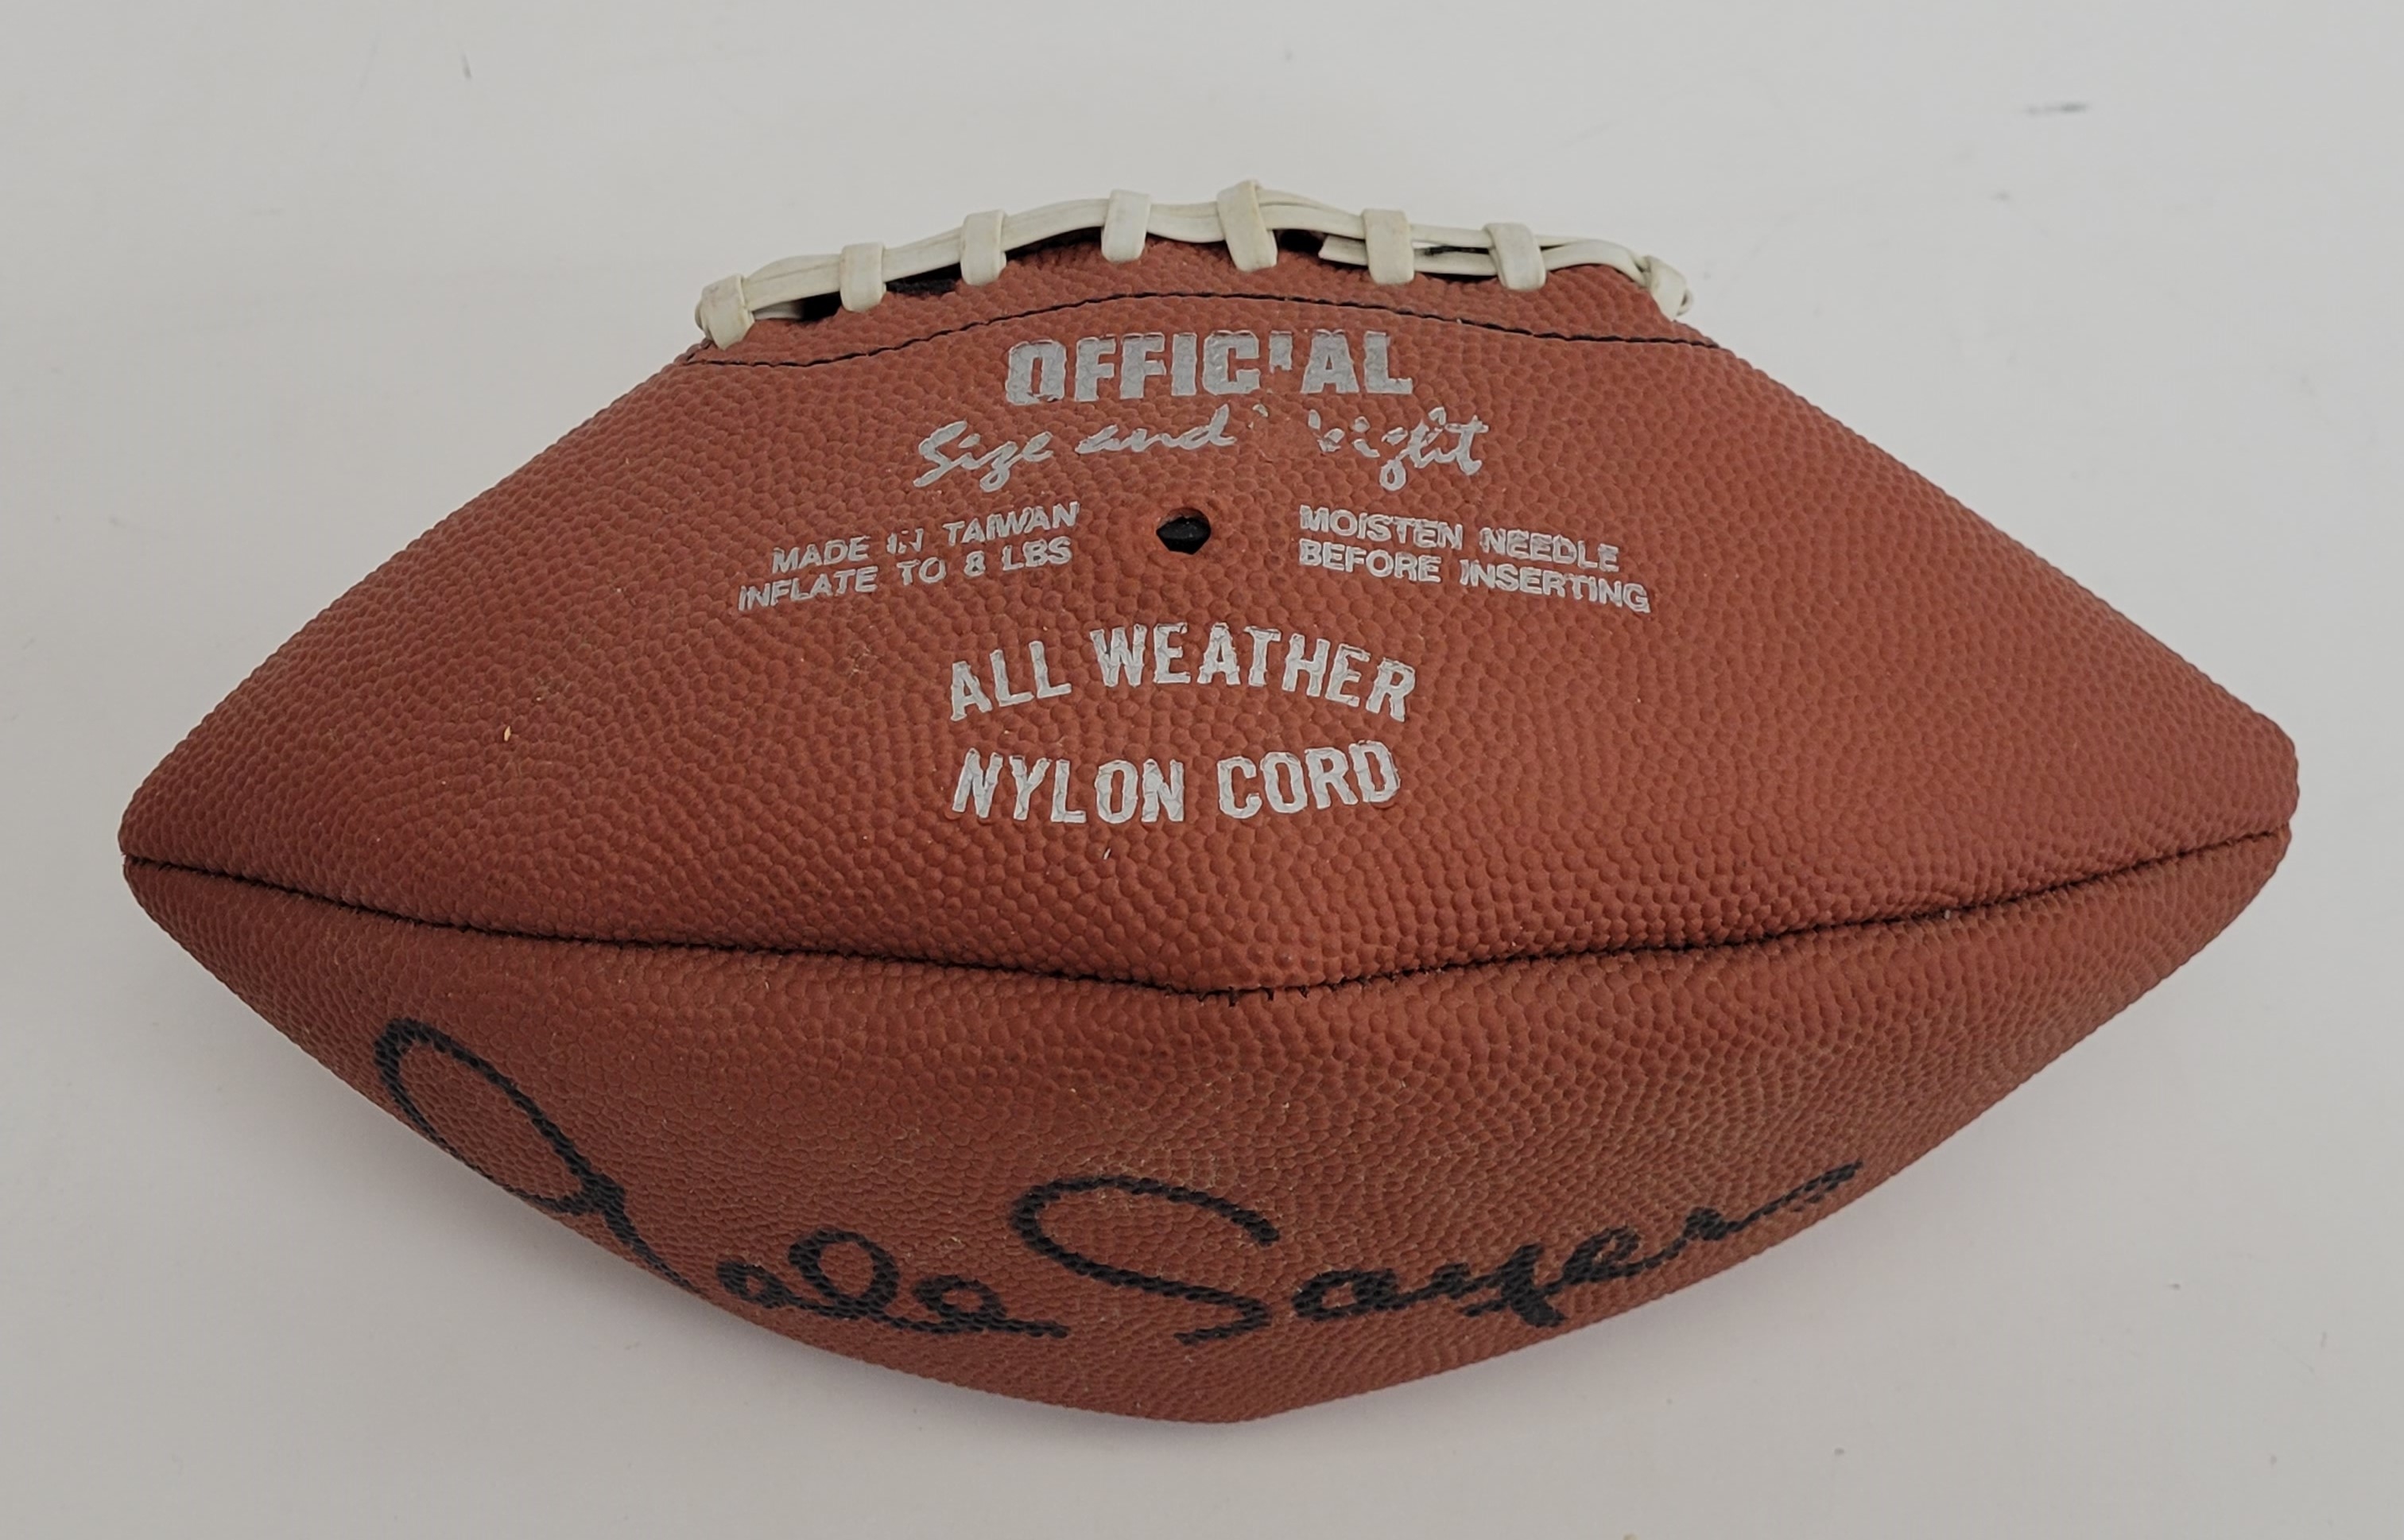 OFFICIAL
Size and Weight
MADE IN TAIWAN
INFLATE TO 8 LBS
MOISTEN NEEDLE
BEFORE INSERTING
ALL WEATHER
NYLON CORD
Gale Sayers